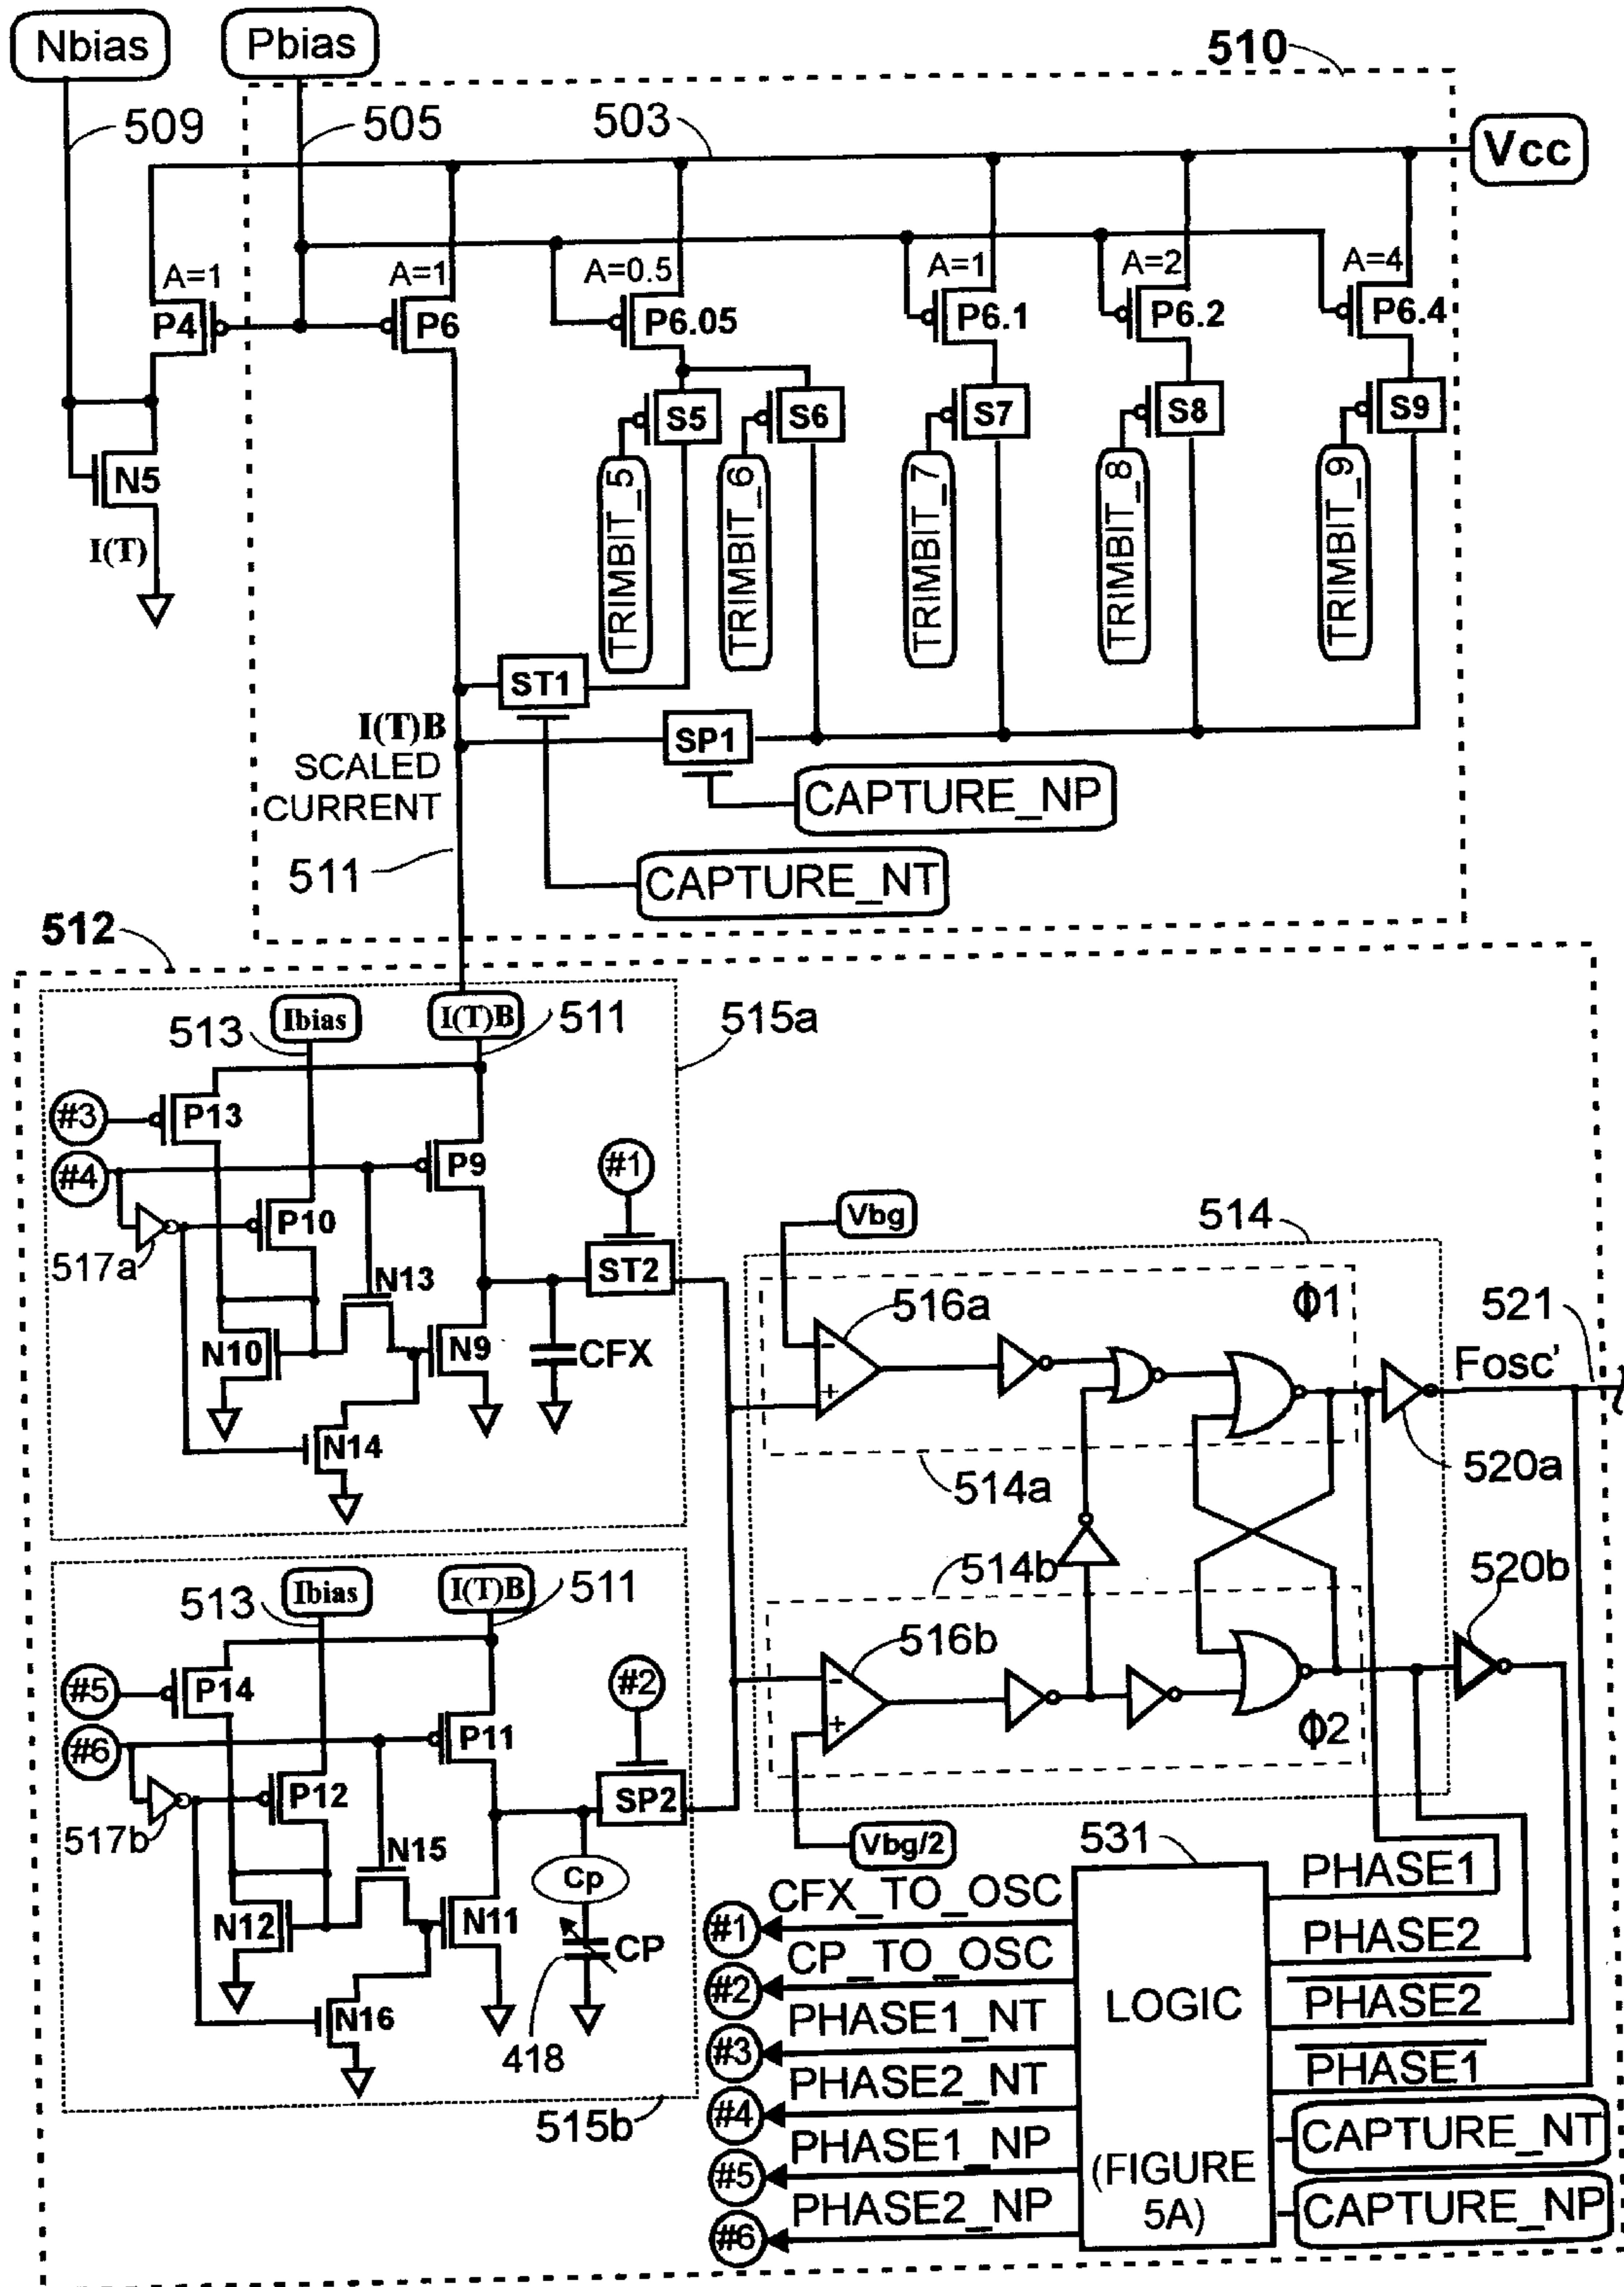 Nbias
Pbias
510
509
505
503
Vcc
A=1
A=1
A=0.5
A=1
A=2
A=4
P4
P6
P6.05
P6.1
P6.2
P6.4
S5
S6
S7
S8
S9
N5
I(T)
TRIMBIT_5
TRIMBIT_6
TRIMBIT_7
TRIMBIT_8
TRIMBIT_9
ST1
I(T)B
SCALED
CURRENT
SP1
CAPTURE_NP
511
CAPTURE_NT
512
513
Ibias
I(T)B
511
515a
#3
P13
#4
P9
#1
P10
517a
N13
ST2
N10
N9
CFX
N14
Vbg
514
516a
Φ1
521
Fosc'
520a
514a
514b
520b
513
Ibias
I(T)B
511
516b
#5
P14
#2
#6
P11
Φ2
P12
SP2
517b
N15
Cp
N12
N11
CP
N16
418
515b
Vbg/2
531
CFX_TO_OSC
PHASE1
#1
CP_TO_OSC
PHASE2
#2
PHASE1_NT
LOGIC
PHASE2
#3
PHASE2_NT
PHASE1
#4
PHASE1_NP
CAPTURE_NT
#5
(FIGURE
PHASE2_NP
5A)
CAPTURE_NP
#6